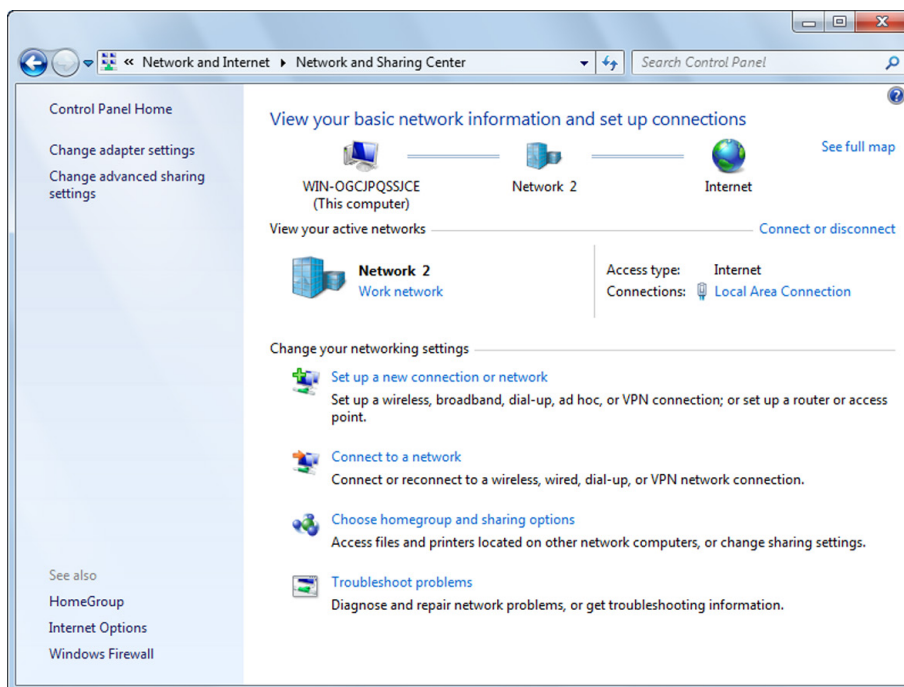 « Network and Internet ▸ Network and Sharing Center
Search Control Panel
Control Panel Home
Change adapter settings
Change advanced sharing
settings
See also
HomeGroup
Internet Options
Windows Firewall
View your basic network information and set up connections
See full map
WIN-OGCJPQSSJCE
(This computer)
Network 2
Internet
View your active networks
Connect or disconnect
Network 2
Work network
Access type: Internet
Connections: Local Area Connection
Change your networking settings
Set up a new connection or network
Set up a wireless, broadband, dial-up, ad hoc, or VPN connection; or set up a router or access
point.
Connect to a network
Connect or reconnect to a wireless, wired, dial-up, or VPN network connection.
Choose homegroup and sharing options
Access files and printers located on other network computers, or change sharing settings.
Troubleshoot problems
Diagnose and repair network problems, or get troubleshooting information.